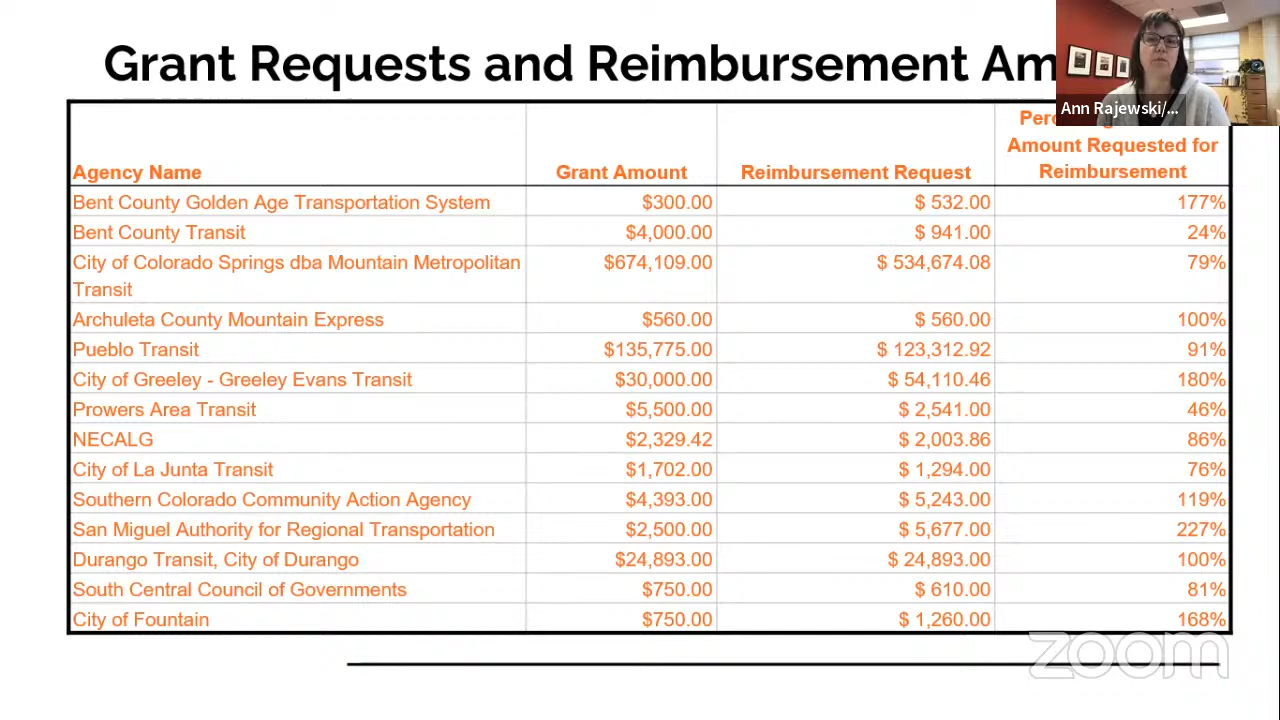 Grant Requests and Reimbursement Am
Ann Rajewski/...
Agency Name Grant Amount Reimbursement Request Amount Requested for Reimbursement
Bent County Golden Age Transportation System $300.00 $ 532.00 177%
Bent County Transit $4,000.00 $ 941.00 24%
City of Colorado Springs dba Mountain Metropolitan $674,109.00 $ 534,674.08 79%
Transit
Archuleta County Mountain Express $560.00 $ 560.00 100%
Pueblo Transit $135,775.00 $ 123,312.92 91%
City of Greeley - Greeley Evans Transit $30,000.00 $ 54,110.46 180%
Prowers Area Transit $5,500.00 $ 2,541.00 46%
NECALG $2,329.42 $ 2,003.86 86%
City of La Junta Transit $1,702.00 $ 1,294.00 76%
Southern Colorado Community Action Agency $4,393.00 $ 5,243.00 119%
San Miguel Authority for Regional Transportation $2,500.00 $ 5,677.00 227%
Durango Transit, City of Durango $24,893.00 $ 24,893.00 100%
South Central Council of Governments $750.00 $ 610.00 81%
City of Fountain $750.00 $ 1,260.00 168%
zoom